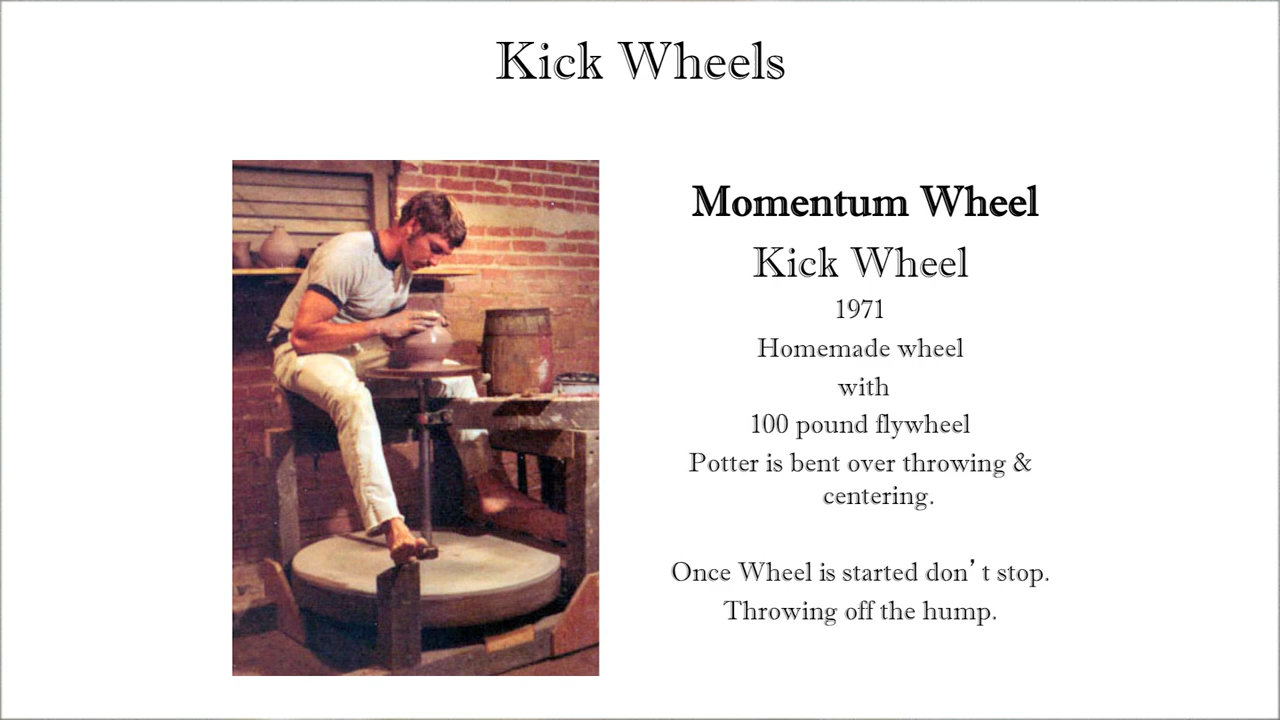 Kick Wheels
Momentum Wheel
Kick Wheel
1971
Homemade wheel
with
100 pound flywheel
Potter is bent over throwing &
centering.
Once Wheel is started don’t stop.
Throwing off the hump.